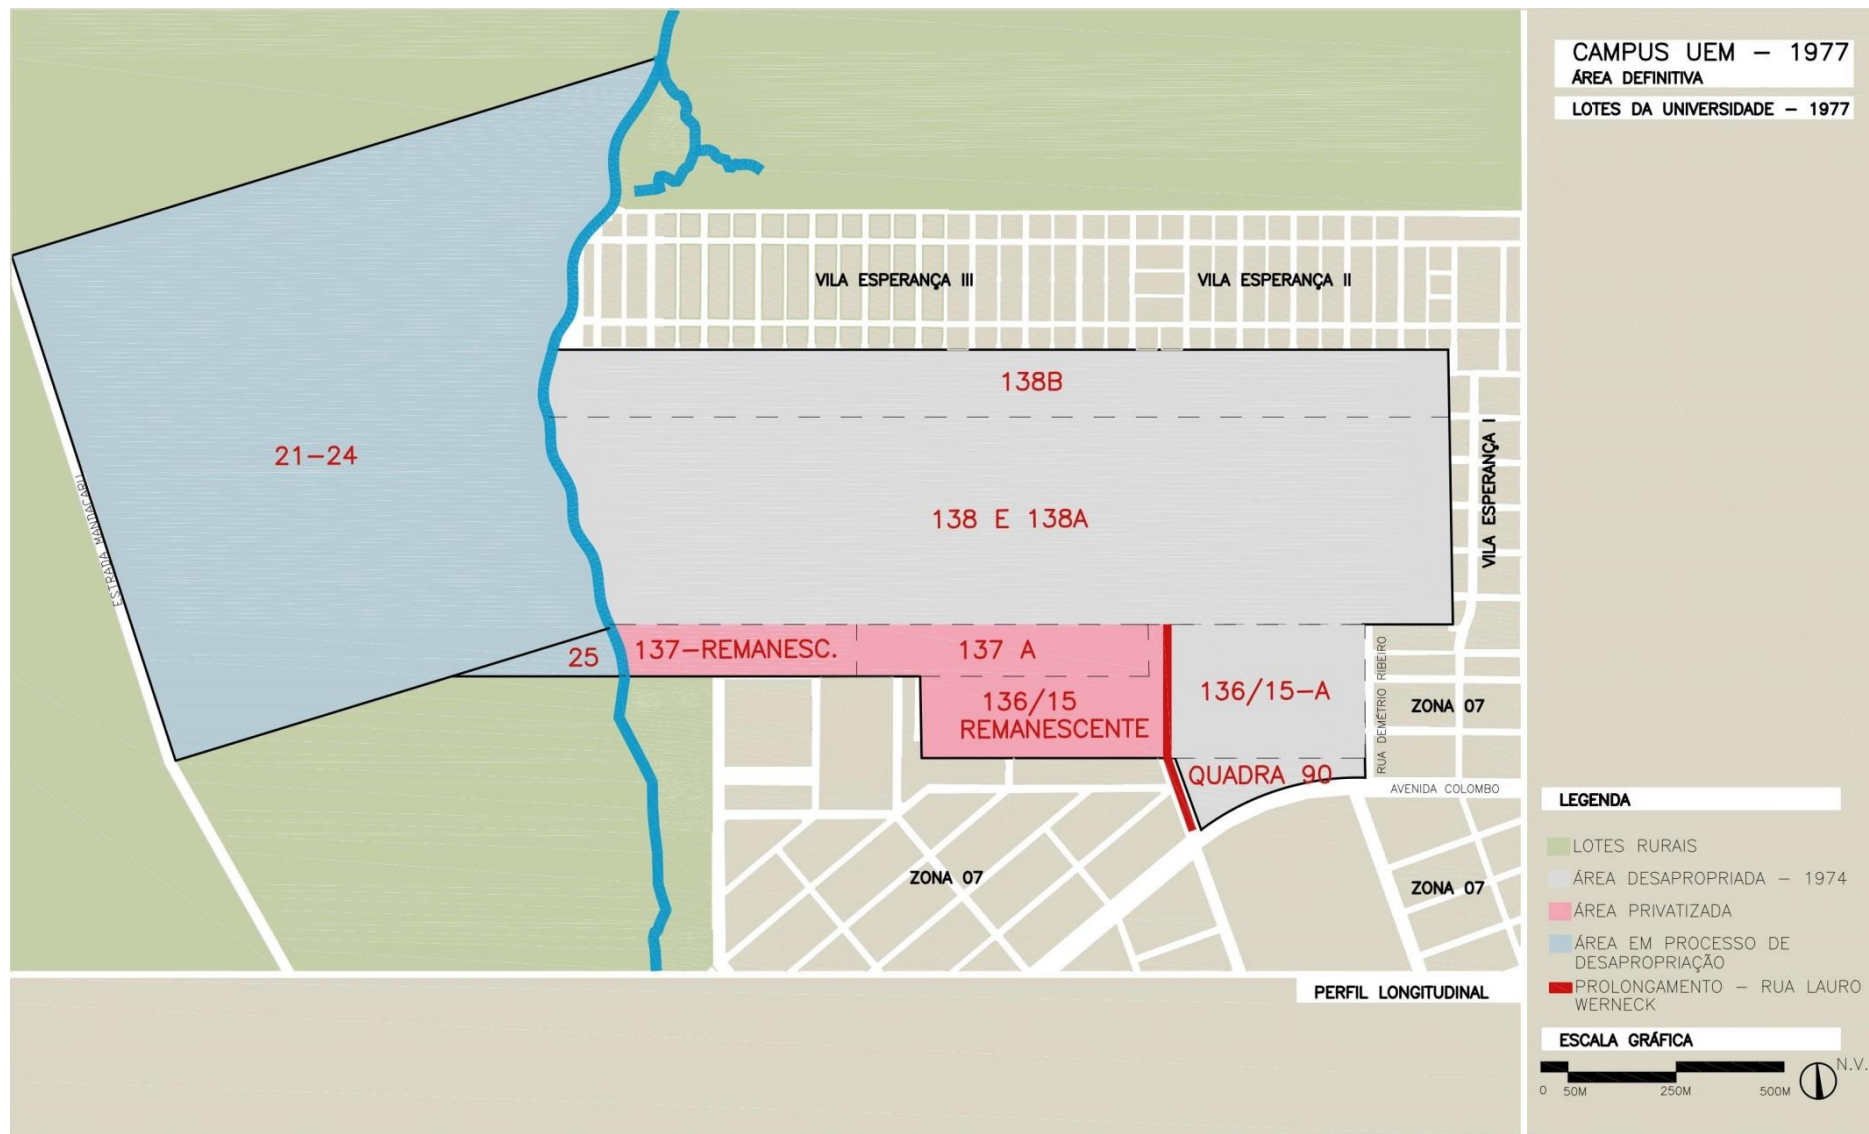 CAMPUS UEM – 1977
ÁREA DEFINITIVA
LOTES DA UNIVERSIDADE – 1977
VILA ESPERANÇA III
VILA ESPERANÇA II
138B
VILA ESPERANÇA I
21–24
138 E 138A
ESTRADA MANDACARU
137–REMANESC.
137 A
25
136/15
REMANESCENTE
136/15–A
RUA DEMÉTRIO RIBEIRO
ZONA 07
QUADRA 90
AVENIDA COLOMBO
ZONA 07
ZONA 07
PERFIL LONGITUDINAL
LEGENDA
LOTES RURAIS
ÁREA DESAPROPRIADA – 1974
ÁREA PRIVATIZADA
ÁREA EM PROCESSO DE
DESAPROPRIAÇÃO
PROLONGAMENTO – RUA LAURO
WERNECK
ESCALA GRÁFICA
N.V.
0 50M 250M 500M